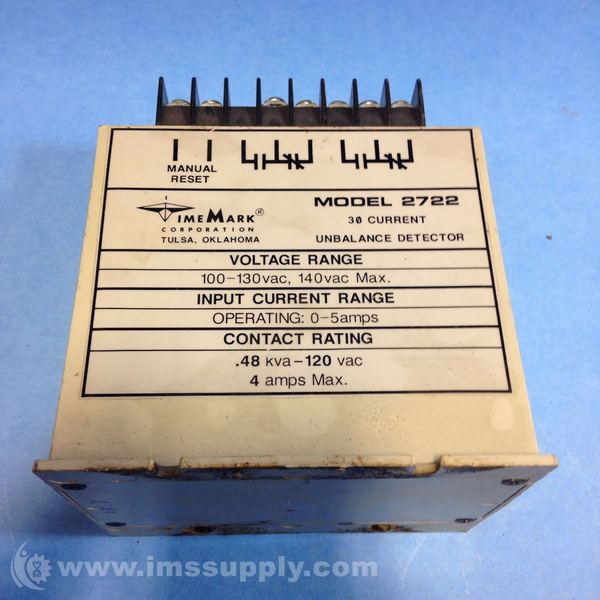 MANUAL
RESET
TIMEMARK®
CORPORATION
TULSA, OKLAHOMA
MODEL 2722
3Ø CURRENT
UNBALANCE DETECTOR
VOLTAGE RANGE
100-130vac, 140vac Max.
INPUT CURRENT RANGE
OPERATING: 0-5amps
CONTACT RATING
.48 kva-120 vac
4 amps Max.
www.imssupply.com